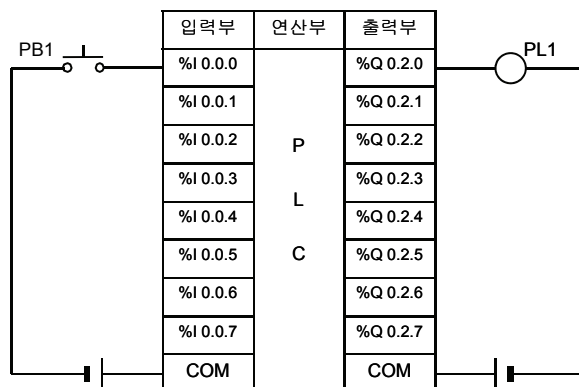 입력부 연산부 출력부
PB1 PL1
%I 0.0.0 %Q 0.2.0
%I 0.0.1 %Q 0.2.1
%I 0.0.2 P %Q 0.2.2
%I 0.0.3 %Q 0.2.3
%I 0.0.4 L %Q 0.2.4
%I 0.0.5 C %Q 0.2.5
%I 0.0.6 %Q 0.2.6
%I 0.0.7 %Q 0.2.7
COM COM